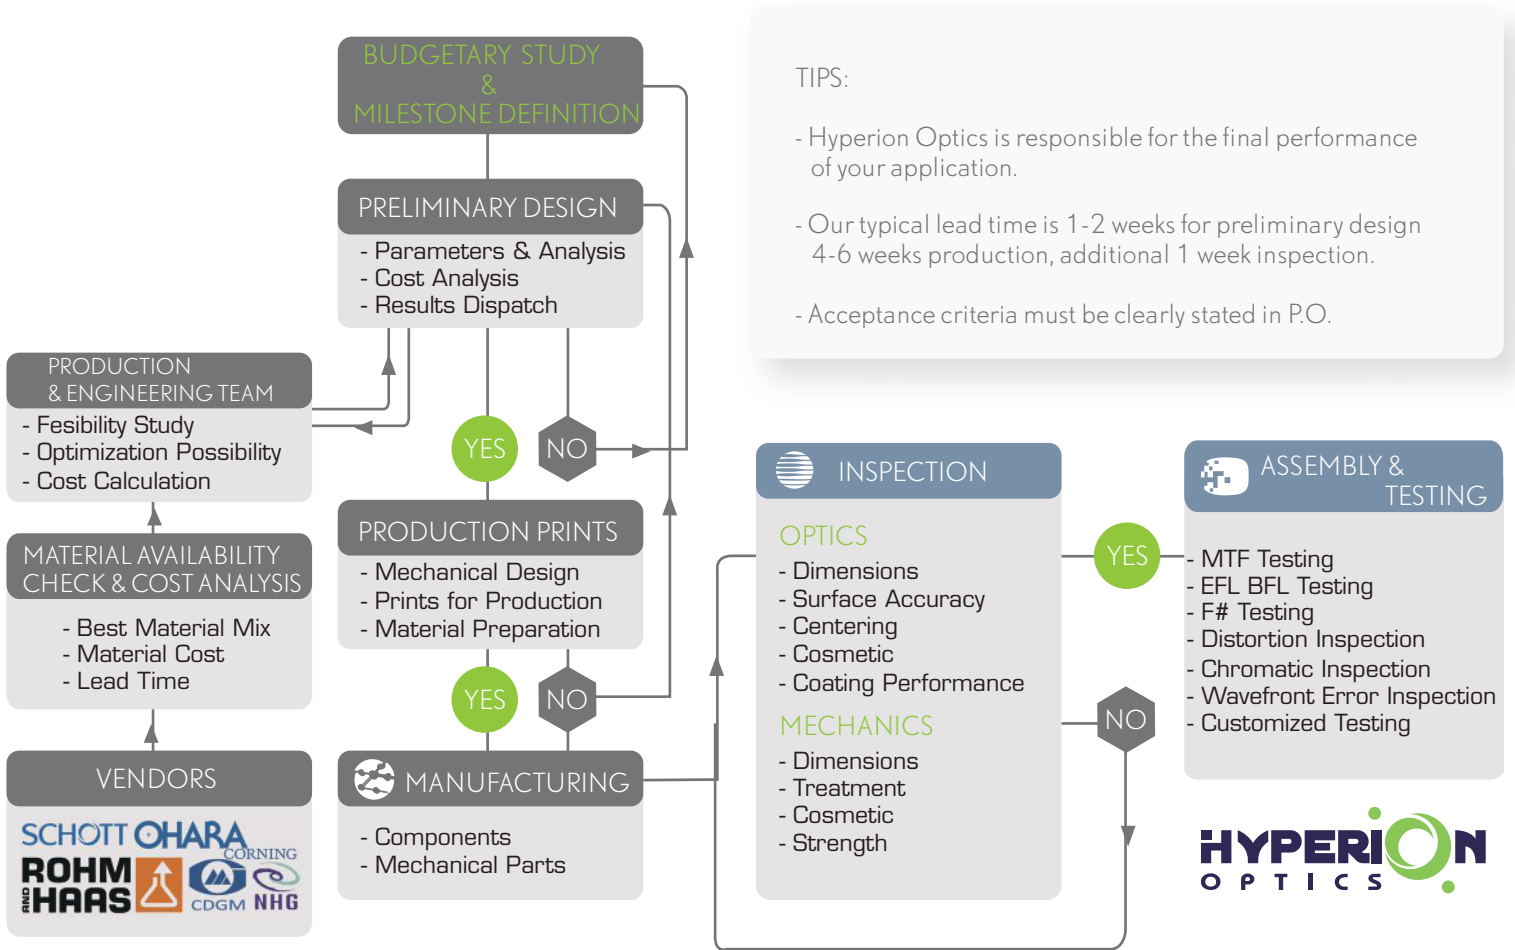 BUDGETARY STUDY
&
MILESTONE DEFINITION
PRELIMINARY DESIGN
- Parameters & Analysis
- Cost Analysis
- Results Dispatch
TIPS:
- Hyperion Optics is responsible for the final performance
of your application.
- Our typical lead time is 1-2 weeks for preliminary design
4-6 weeks production, additional 1 week inspection.
- Acceptance criteria must be clearly stated in P.O.
PRODUCTION
& ENGINEERING TEAM
- Fesibility Study
- Optimization Possibility
- Cost Calculation
YES
NO
MATERIAL AVAILABILITY
CHECK & COST ANALYSIS
- Best Material Mix
- Material Cost
- Lead Time
PRODUCTION PRINTS
- Mechanical Design
- Prints for Production
- Material Preparation
YES
NO
VENDORS
SCHOTT OHARA
CORNING
ROHM
AND HAAS
CDGM
NHG
MANUFACTURING
- Components
- Mechanical Parts
INSPECTION
OPTICS
- Dimensions
- Surface Accuracy
- Centering
- Cosmetic
- Coating Performance
MECHANICS
- Dimensions
- Treatment
- Cosmetic
- Strength
YES
NO
ASSEMBLY &
TESTING
- MTF Testing
- EFL BFL Testing
- F# Testing
- Distortion Inspection
- Chromatic Inspection
- Wavefront Error Inspection
- Customized Testing
HYPERION
OPTICS